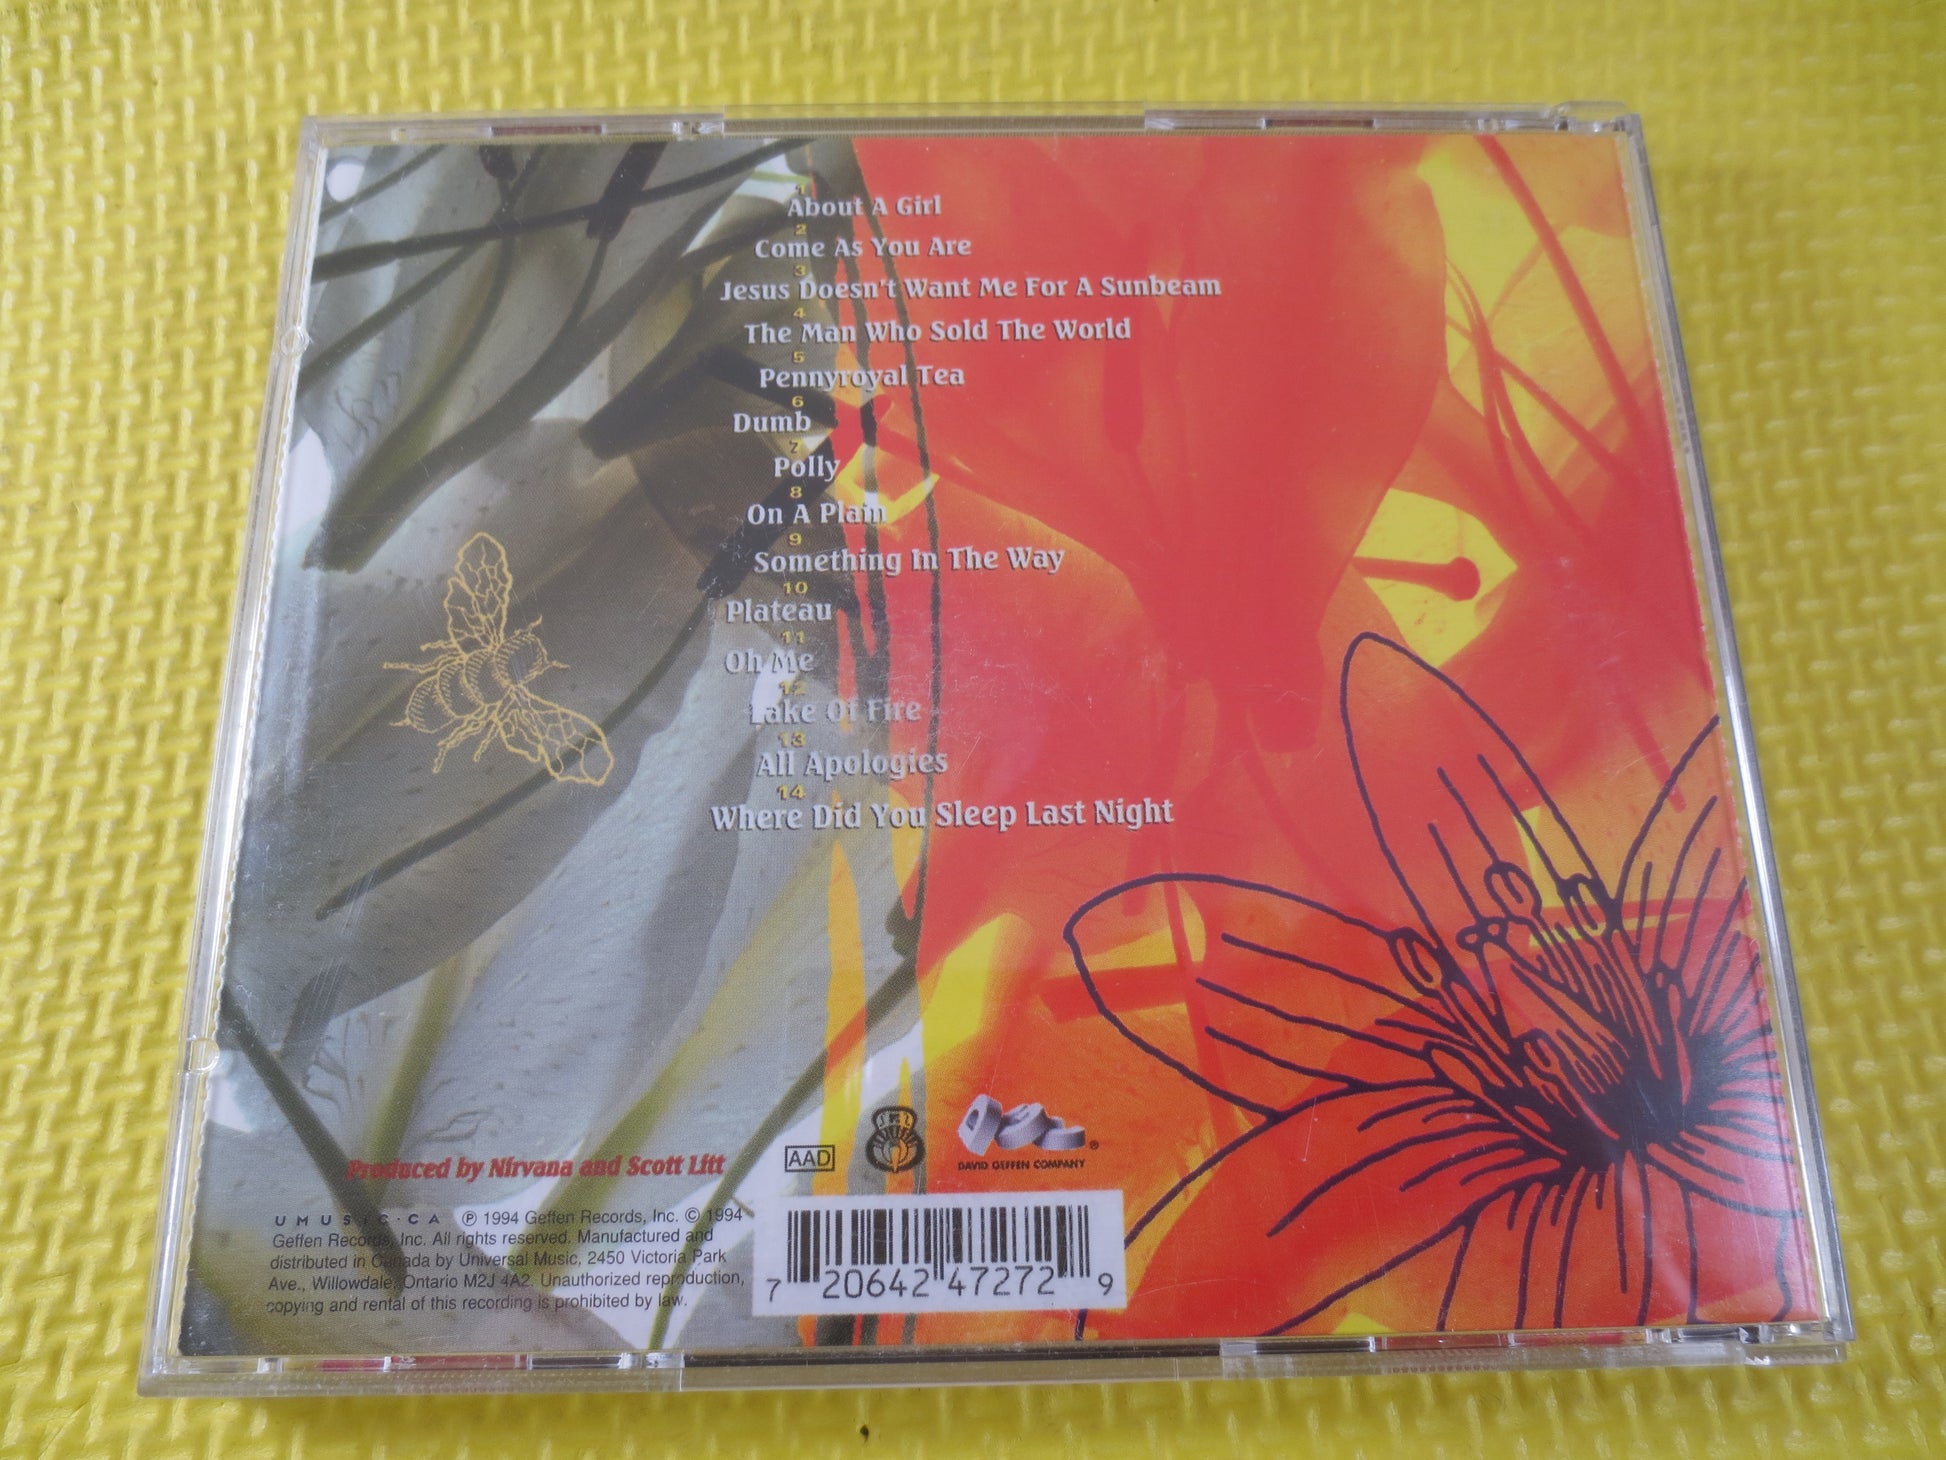 1
About A Girl
2
Come As You Are
3
Jesus Doesn't Want Me For A Sunbeam
4
The Man Who Sold The World
5
Pennyroyal Tea
6
Dumb
7
Polly
8
On A Plain
9
Something In The Way
10
Plateau
11
Oh Me
12
Lake Of Fire
13
All Apologies
14
Where Did You Sleep Last Night
Produced by Nirvana and Scott Litt
AAD
DGC ®
DAVID GEFFEN COMPANY
UMUSIC.CA ℗ 1994 Geffen Records, Inc. © 1994
Geffen Records, Inc. All rights reserved. Manufactured and
distributed in Canada by Universal Music, 2450 Victoria Park
Ave., Willowdale, Ontario M2J 4A2. Unauthorized reproduction,
copying and rental of this recording is prohibited by law.
7 20642 47272 9